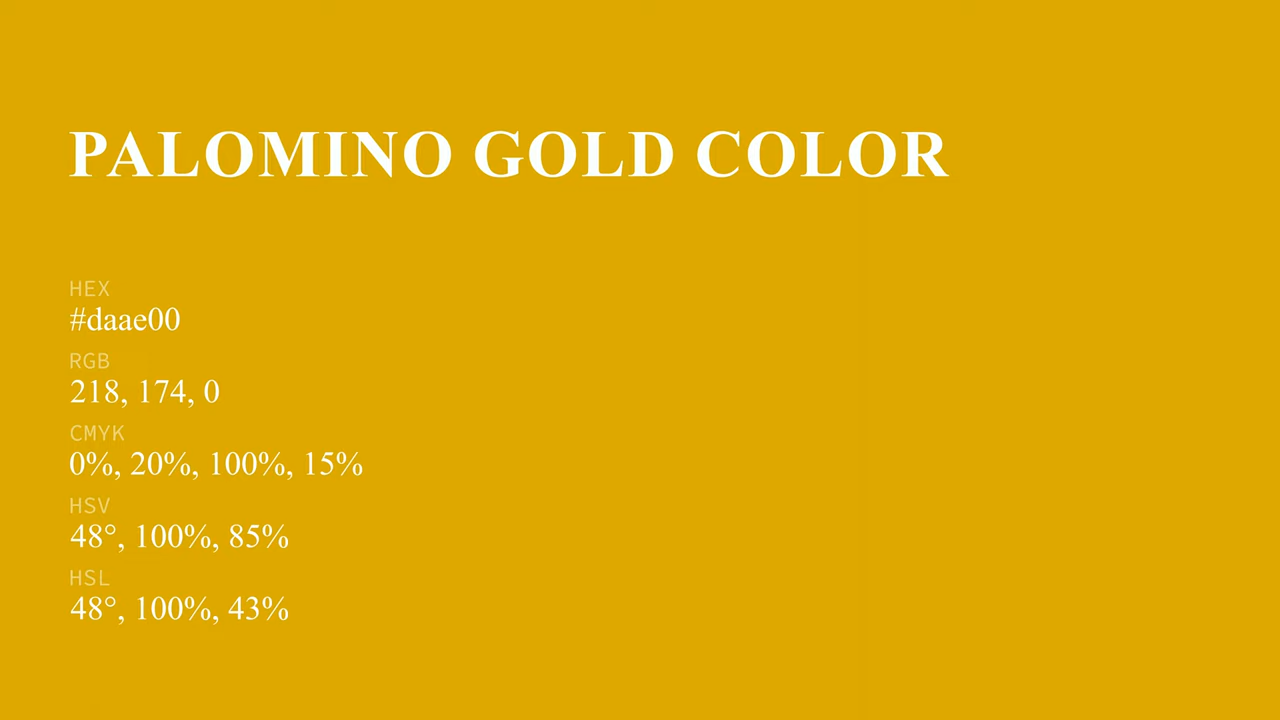 PALOMINO GOLD COLOR
HEX
#daae00
RGB
218, 174, 0
CMYK
0%, 20%, 100%, 15%
HSV
48°, 100%, 85%
HSL
48°, 100%, 43%